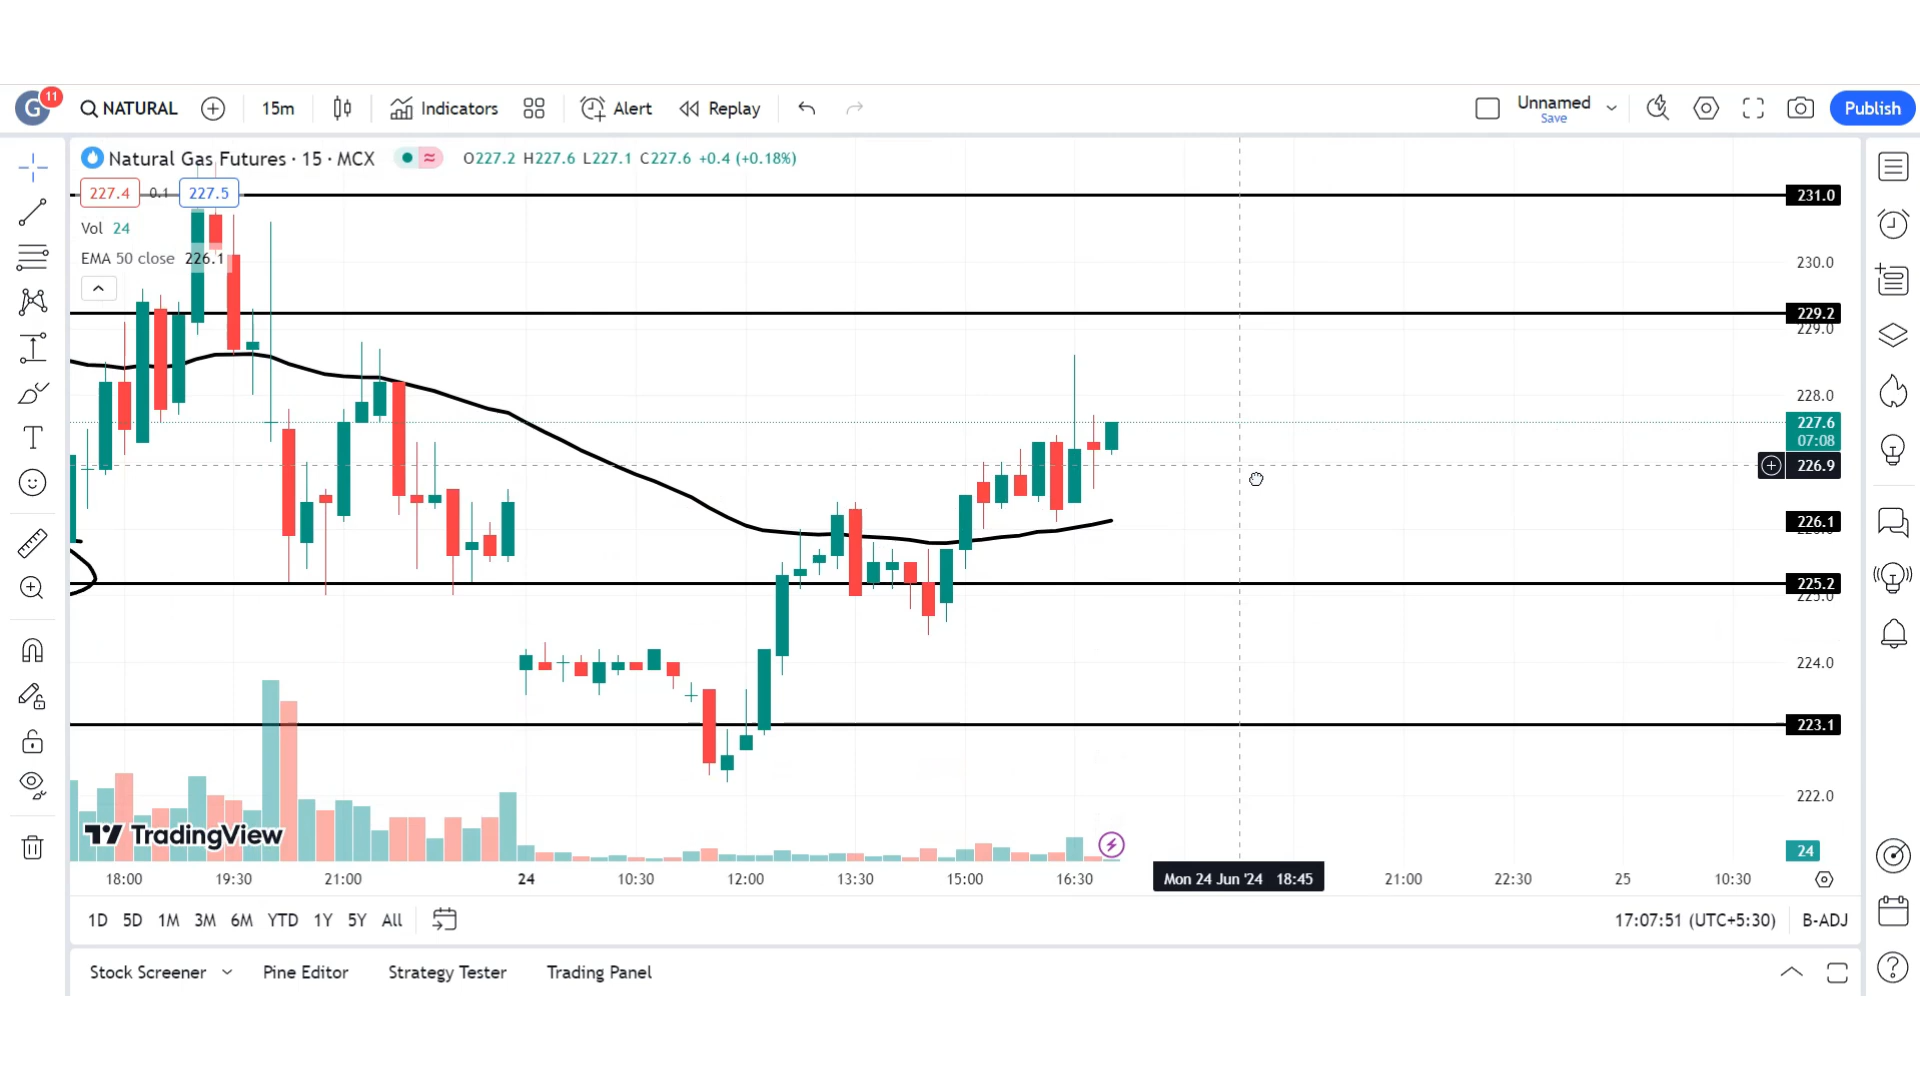 G 11 NATURAL 15m Indicators Alert Replay Unnamed Save Publish
Natural Gas Futures · 15 · MCX O227.2 H227.6 L227.1 C227.6 +0.4 (+0.18%)
227.4 0.1 227.5
231.0
Vol 24
EMA 50 close 226.1
230.0
229.2
229.0
228.0
227.6
07:08
226.9
226.1
225.2
225.0
224.0
223.1
222.0
TradingView
24
18:00 19:30 21:00 24 10:30 12:00 13:30 15:00 16:30 Mon 24 Jun '24 18:45 21:00 22:30 25 10:30
1D 5D 1M 3M 6M YTD 1Y 5Y All 17:07:51 (UTC+5:30) B-ADJ
Stock Screener Pine Editor Strategy Tester Trading Panel